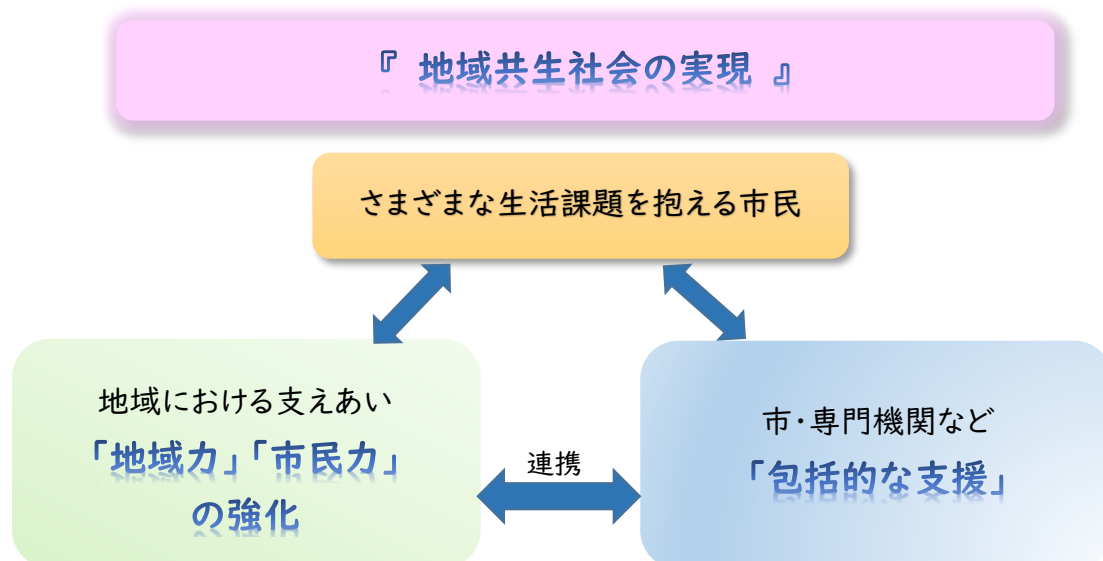 『 地域共生社会の実現 』
さまざまな生活課題を抱える市民
地域における支えあい
「地域力」「市民力」
の強化
連携
市・専門機関など
「包括的な支援」